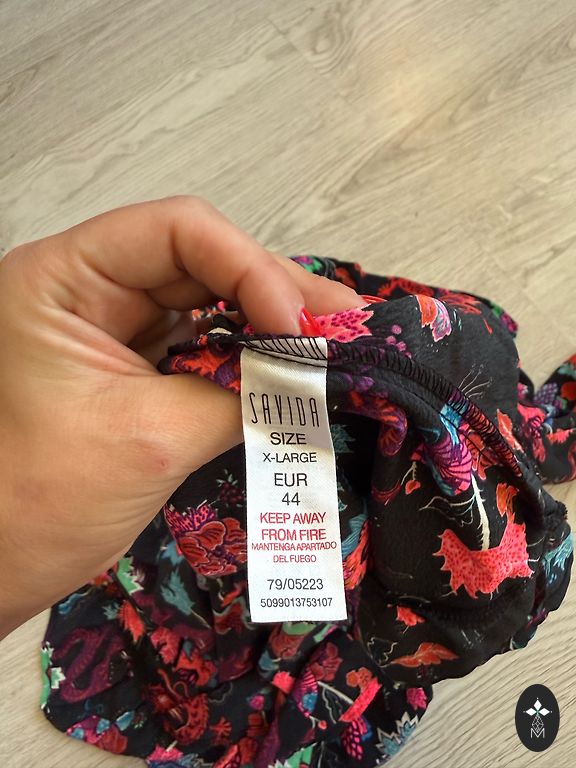 SAVIDA
SIZE
X-LARGE
EUR
44
KEEP AWAY
FROM FIRE
MANTENGA APARTADO
DEL FUEGO
79/05223
5099013753107
M